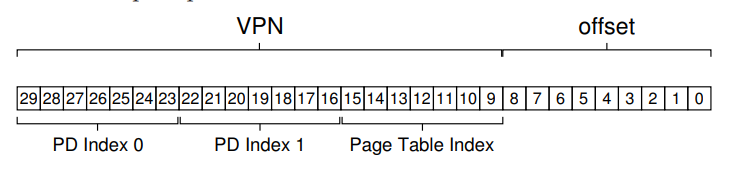 VPN offset
29 28 27 26 25 24 23 22 21 20 19 18 17 16 15 14 13 12 11 10 9 8 7 6 5 4 3 2 1 0
PD Index 0 PD Index 1 Page Table Index